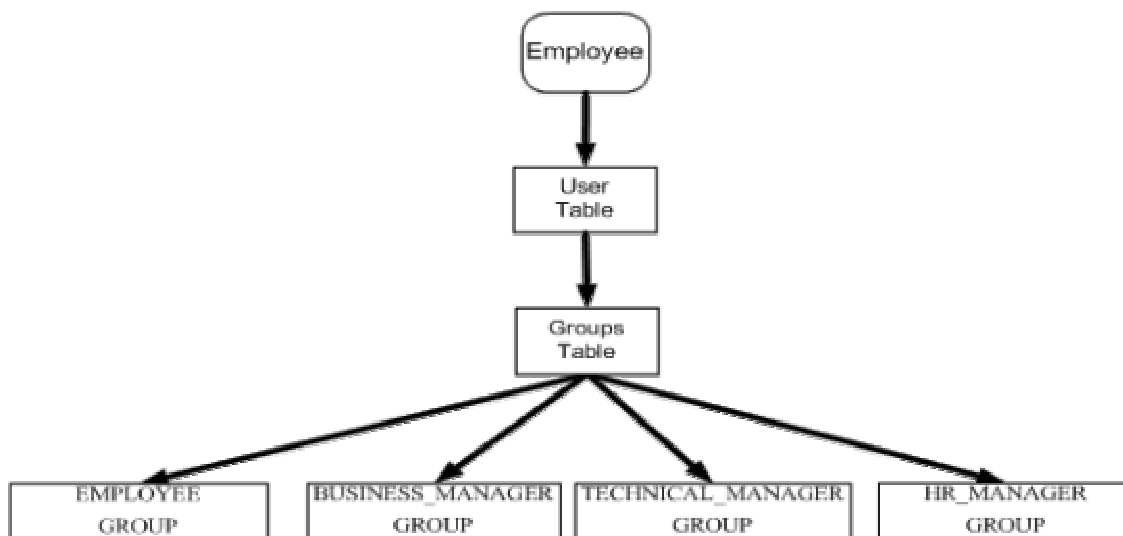 Employee
User
Table
Groups
Table
EMPLOYEE
GROUP
BUSINESS_MANAGER
GROUP
TECHNICAL_MANAGER
GROUP
HR_MANAGER
GROUP